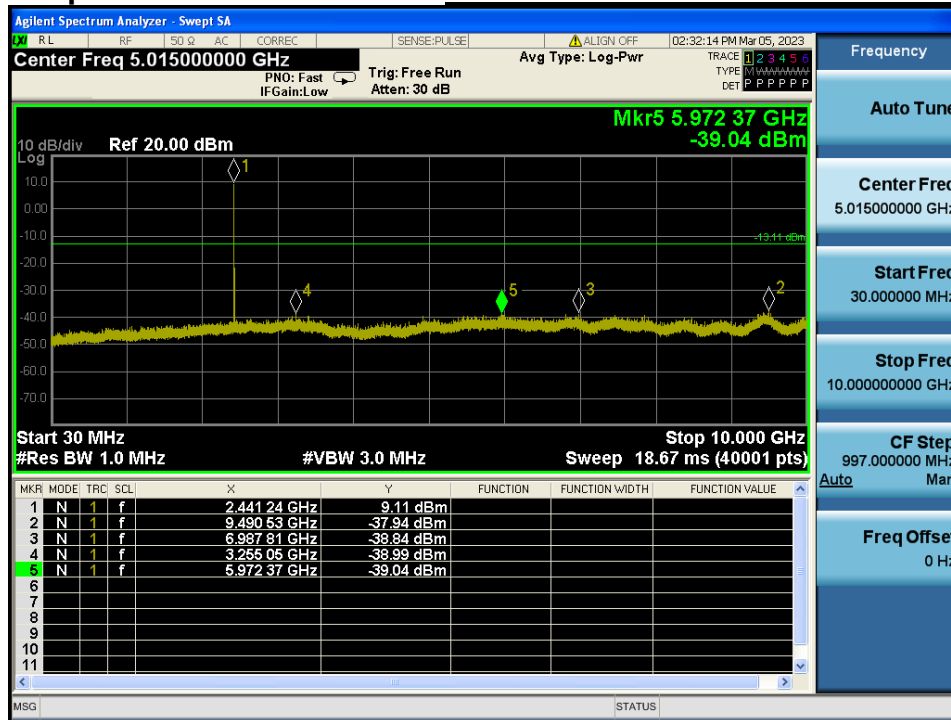 Agilent Spectrum Analyzer - Swept SA
LXI RL RF 50 Ω AC CORREC SENSE:PULSE ALIGN OFF 02:32:14 PM Mar 05, 2023
Center Freq 5.015000000 GHz
PNO: Fast
IFGain:Low
Trig: Free Run
Atten: 30 dB
Avg Type: Log-Pwr
TRACE 1 2 3 4 5 6
TYPE M W W W W W
DET P P P P P P
Mkr5 5.972 37 GHz
-39.04 dBm
10 dB/div Ref 20.00 dBm
Log
10.0
0.00
-10.0
-20.0
-30.0
-40.0
-50.0
-60.0
-70.0
1
4
5
3
2
-13.11 dBm
Start 30 MHz Stop 10.000 GHz
#Res BW 1.0 MHz #VBW 3.0 MHz Sweep 18.67 ms (40001 pts)
MKR MODE TRC SCL X Y FUNCTION FUNCTION WIDTH FUNCTION VALUE
1 N 1 f 2.441 24 GHz 9.11 dBm
2 N 1 f 9.490 53 GHz -37.94 dBm
3 N 1 f 6.987 81 GHz -38.84 dBm
4 N 1 f 3.255 05 GHz -38.99 dBm
5 N 1 f 5.972 37 GHz -39.04 dBm
6
7
8
9
10
11
MSG STATUS
Frequency
Auto Tune
Center Freq
5.015000000 GHz
Start Freq
30.000000 MHz
Stop Freq
10.000000000 GHz
CF Step
997.000000 MHz
Auto Man
Freq Offset
0 Hz